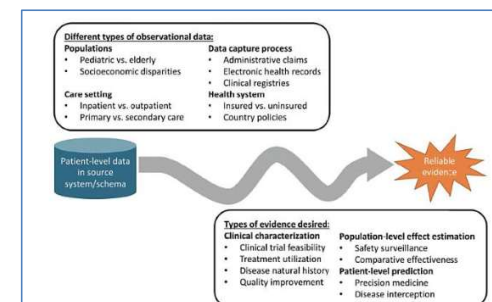 Different types of observational data:
Populations
• Pediatric vs. elderly
• Socioeconomic disparities
Care setting
• Inpatient vs. outpatient
• Primary vs. secondary care
Data capture process
• Administrative claims
• Electronic health records
• Clinical registries
Health system
• Insured vs. uninsured
• Country policies
Patient-level data
in source
system/schema
Reliable
evidence
Types of evidence desired:
Clinical characterization
• Clinical trial feasibility
• Treatment utilization
• Disease natural history
• Quality improvement
Population-level effect estimation
• Safety surveillance
• Comparative effectiveness
Patient-level prediction
• Precision medicine
• Disease interception